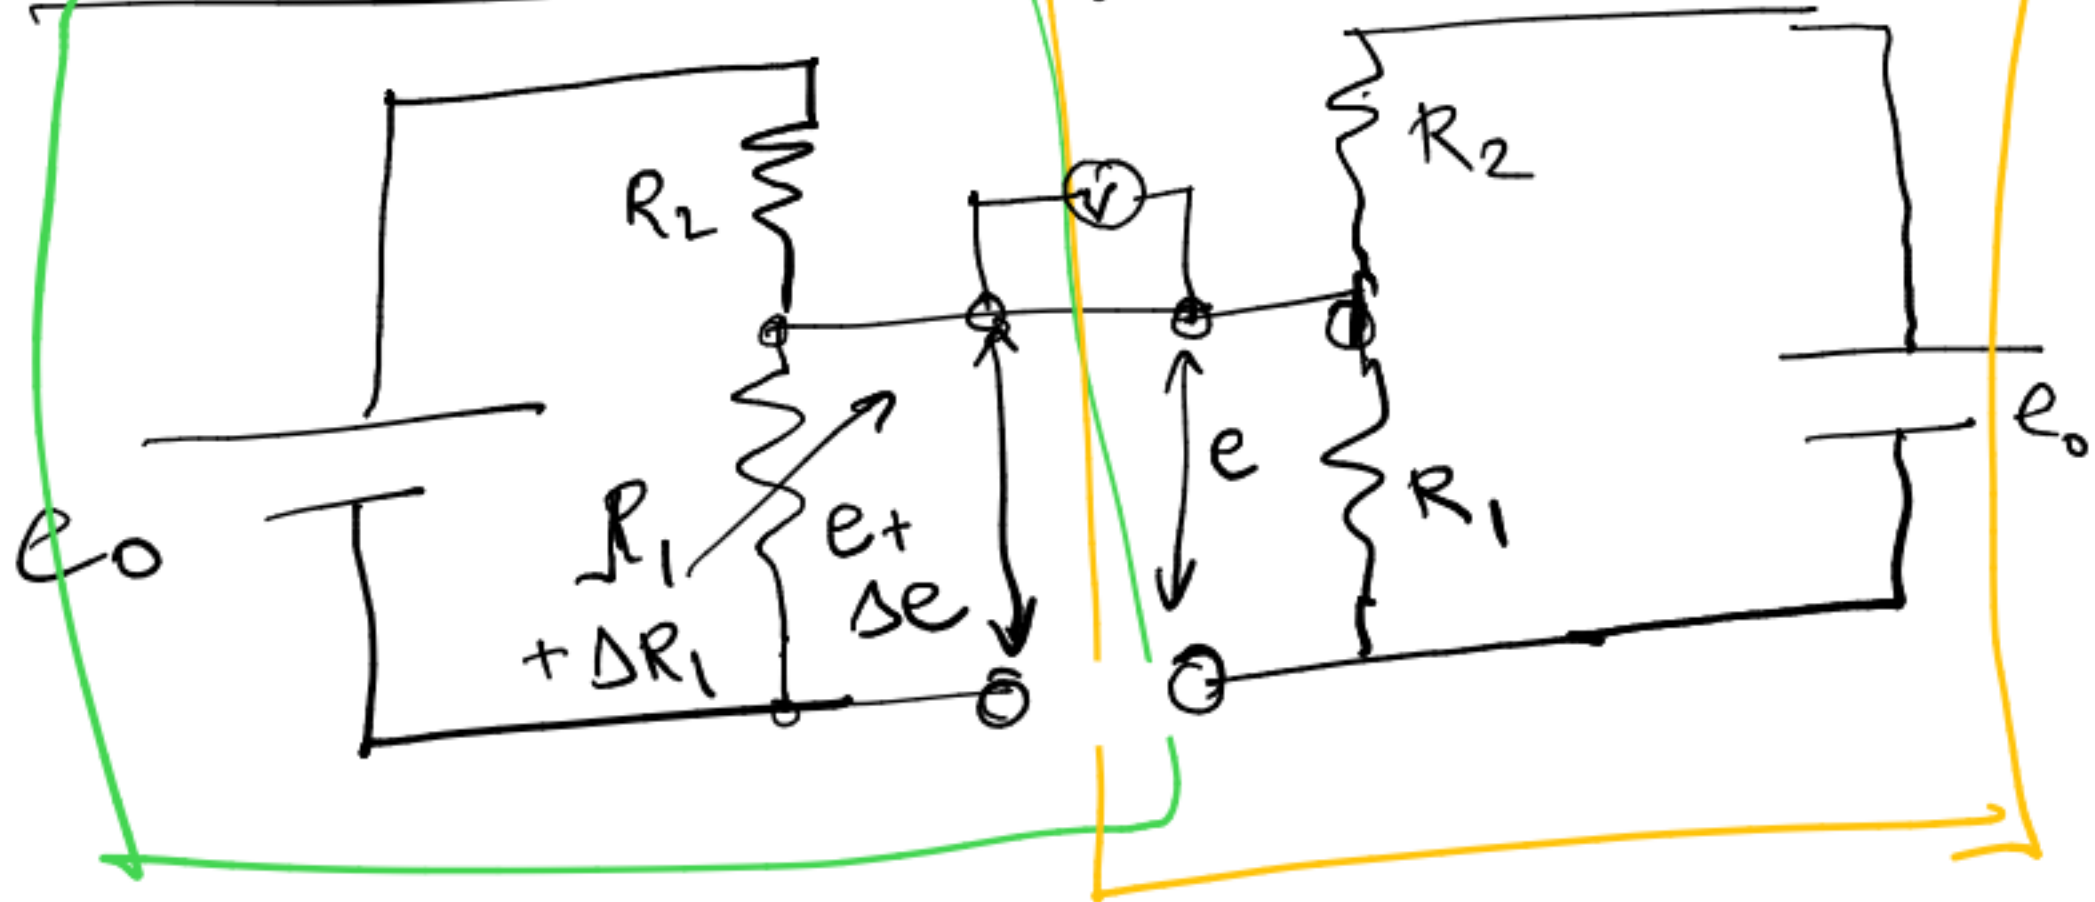 R₂
V
R₂
e₀
R₁
+ ΔR₁
e+
Δe
e
R₁
e₀